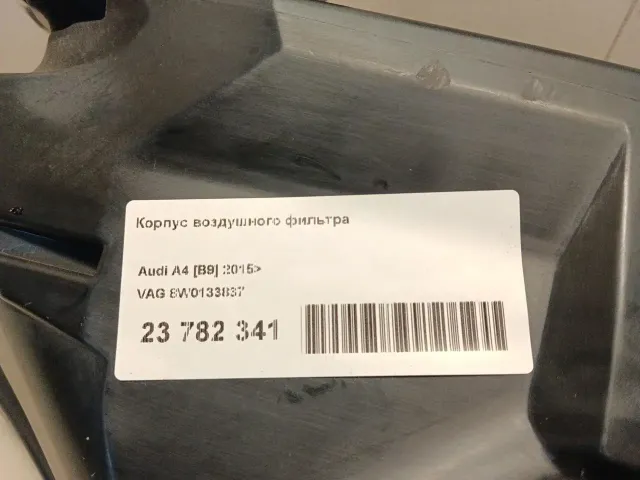 Корпус воздушного фильтра
Audi A4 [B9] 2015>
VAG 8W0133837
23 782 341